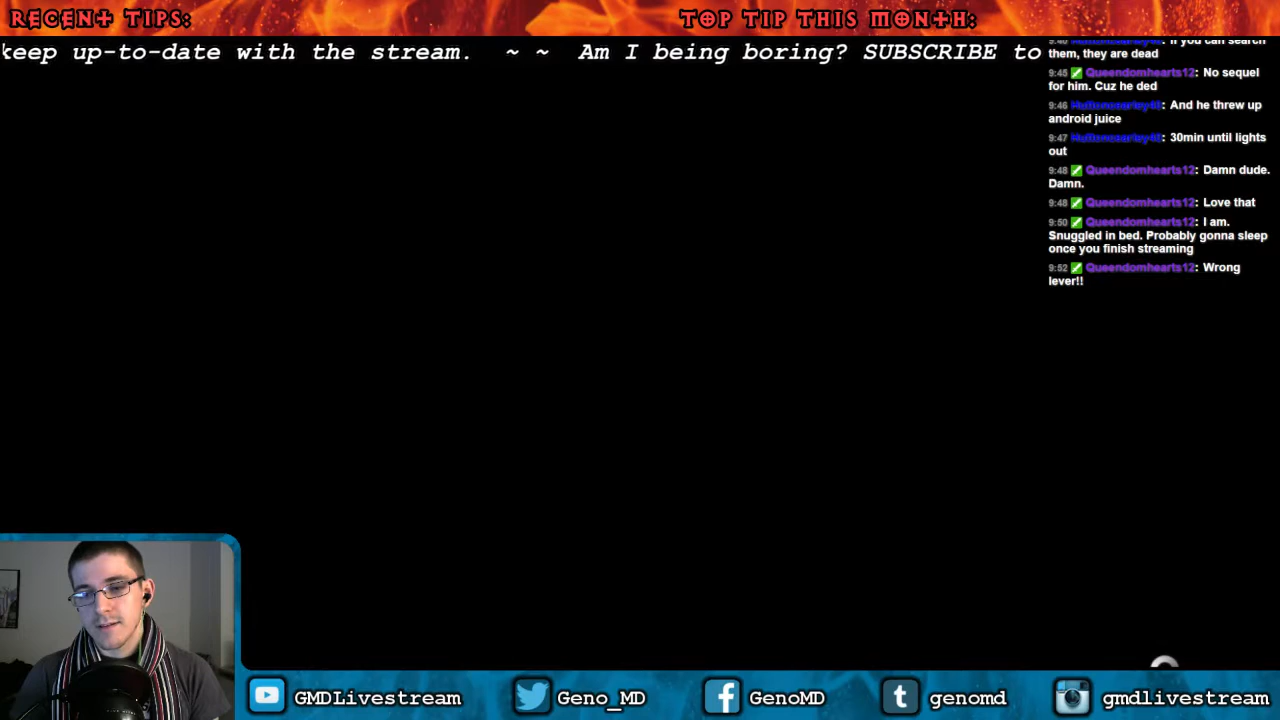 RECENT TIPS:
TOP TIP THIS MONTH:
keep up-to-date with the stream. ~ ~ Am I being boring? SUBSCRIBE to
If you can search
them, they are dead
9:45 Queendomhearts12: No sequel
for him. Cuz he ded
9:46 : And he threw up
android juice
9:47 : 30min until lights
out
9:48 Queendomhearts12: Damn dude.
Damn.
9:48 Queendomhearts12: Love that
9:50 Queendomhearts12: I am.
Snuggled in bed. Probably gonna sleep
once you finish streaming
9:52 Queendomhearts12: Wrong
lever!!
GMDLivestream
Geno_MD
GenoMD
genomd
gmdlivestream